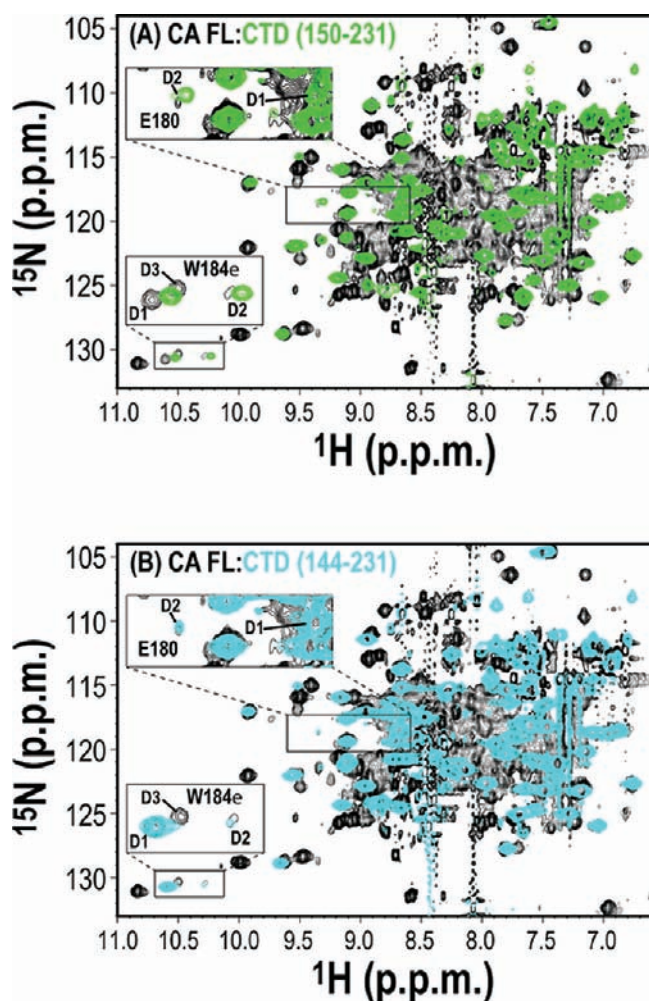 (A) CA FL:CTD (150-231)
105
110
115
120
125
130
15N (p.p.m.)
D2
D1
E180
D3
W184e
D1
D2
11.0 10.5 10.0 9.5 9.0 8.5 8.0 7.5 7.0
1H (p.p.m.)
(B) CA FL:CTD (144-231)
105
110
115
120
125
130
15N (p.p.m.)
D2
D1
E180
D3
W184e
D1
D2
11.0 10.5 10.0 9.5 9.0 8.5 8.0 7.5 7.0
1H (p.p.m.)